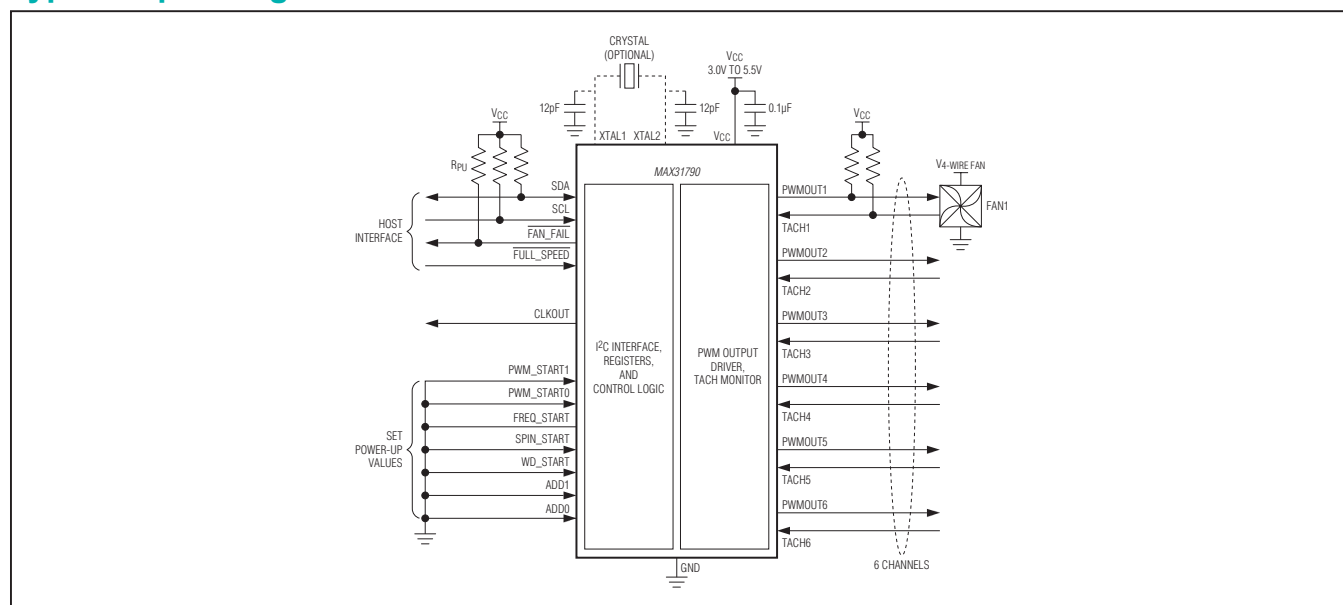 CRYSTAL
(OPTIONAL)
VCC
3.0V TO 5.5V
12pF
12pF
0.1µF
VCC
XTAL1 XTAL2
VCC
VCC
RPU
MAX31790
V4-WIRE FAN
SDA
PWMOUT1
FAN1
SCL
TACH1
HOST
INTERFACE
FAN_FAIL
FULL_SPEED
PWMOUT2
TACH2
CLKOUT
PWMOUT3
TACH3
I2C INTERFACE,
REGISTERS,
AND
CONTROL LOGIC
PWM OUTPUT
DRIVER,
TACH MONITOR
PWM_START1
PWMOUT4
PWM_START0
TACH4
FREQ_START
SET
POWER-UP
VALUES
SPIN_START
PWMOUT5
WD_START
TACH5
ADD1
ADD0
PWMOUT6
TACH6
GND
6 CHANNELS